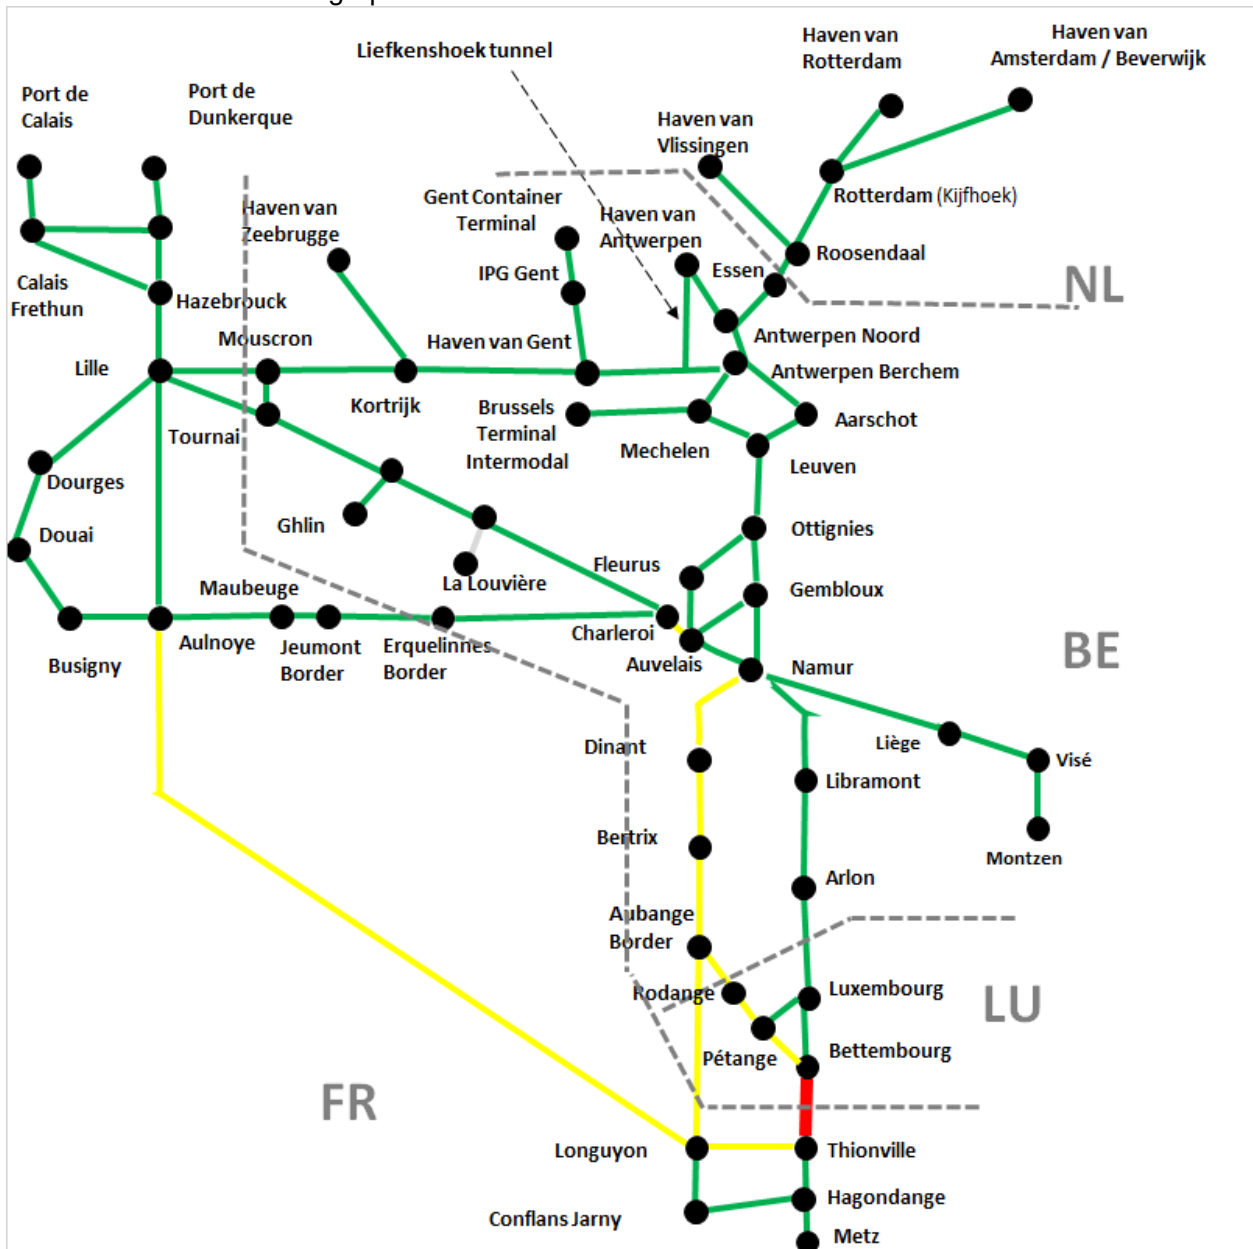 Haven van
Rotterdam
Haven van
Amsterdam / Beverwijk
Liefkenshoek tunnel
Port de
Calais
Port de
Dunkerque
Haven van
Vlissingen
Gent Container
Terminal
Haven van
Antwerpen
Rotterdam (Kijfhoek)
Haven van
Zeebrugge
IPG Gent
Essen
Roosendaal
NL
Calais
Frethun
Hazebrouck
Mouscron
Haven van Gent
Antwerpen Noord
Lille
Antwerpen Berchem
Kortrijk
Brussels
Terminal
Intermodal
Aarschot
Tournai
Mechelen
Leuven
Dourges
Ghlin
Ottignies
Douai
Fleurus
La Louvière
Maubeuge
Gembloux
Charleroi
Aulnoye
Jeumont
Border
Erquelinnes
Border
Auvelais
Busigny
Namur
BE
Dinant
Liège
Visé
Libramont
Bertrix
Montzen
Arlon
Aubange
Border
Rodange
Luxembourg
LU
Pétange
Bettembourg
FR
Longuyon
Thionville
Hagondange
Conflans Jarny
Metz